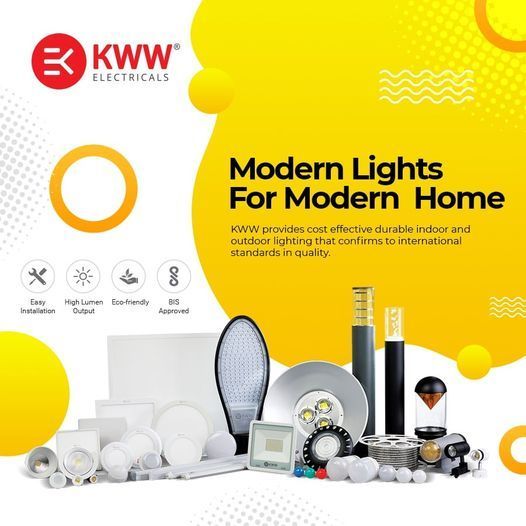 KWW®
ELECTRICALS
Modern Lights
For Modern Home
KWW provides cost effective durable indoor and
outdoor lighting that confirms to international
standards in quality.
Easy
Installation
High Lumen
Output
Eco-friendly
BIS
Approved
KWW